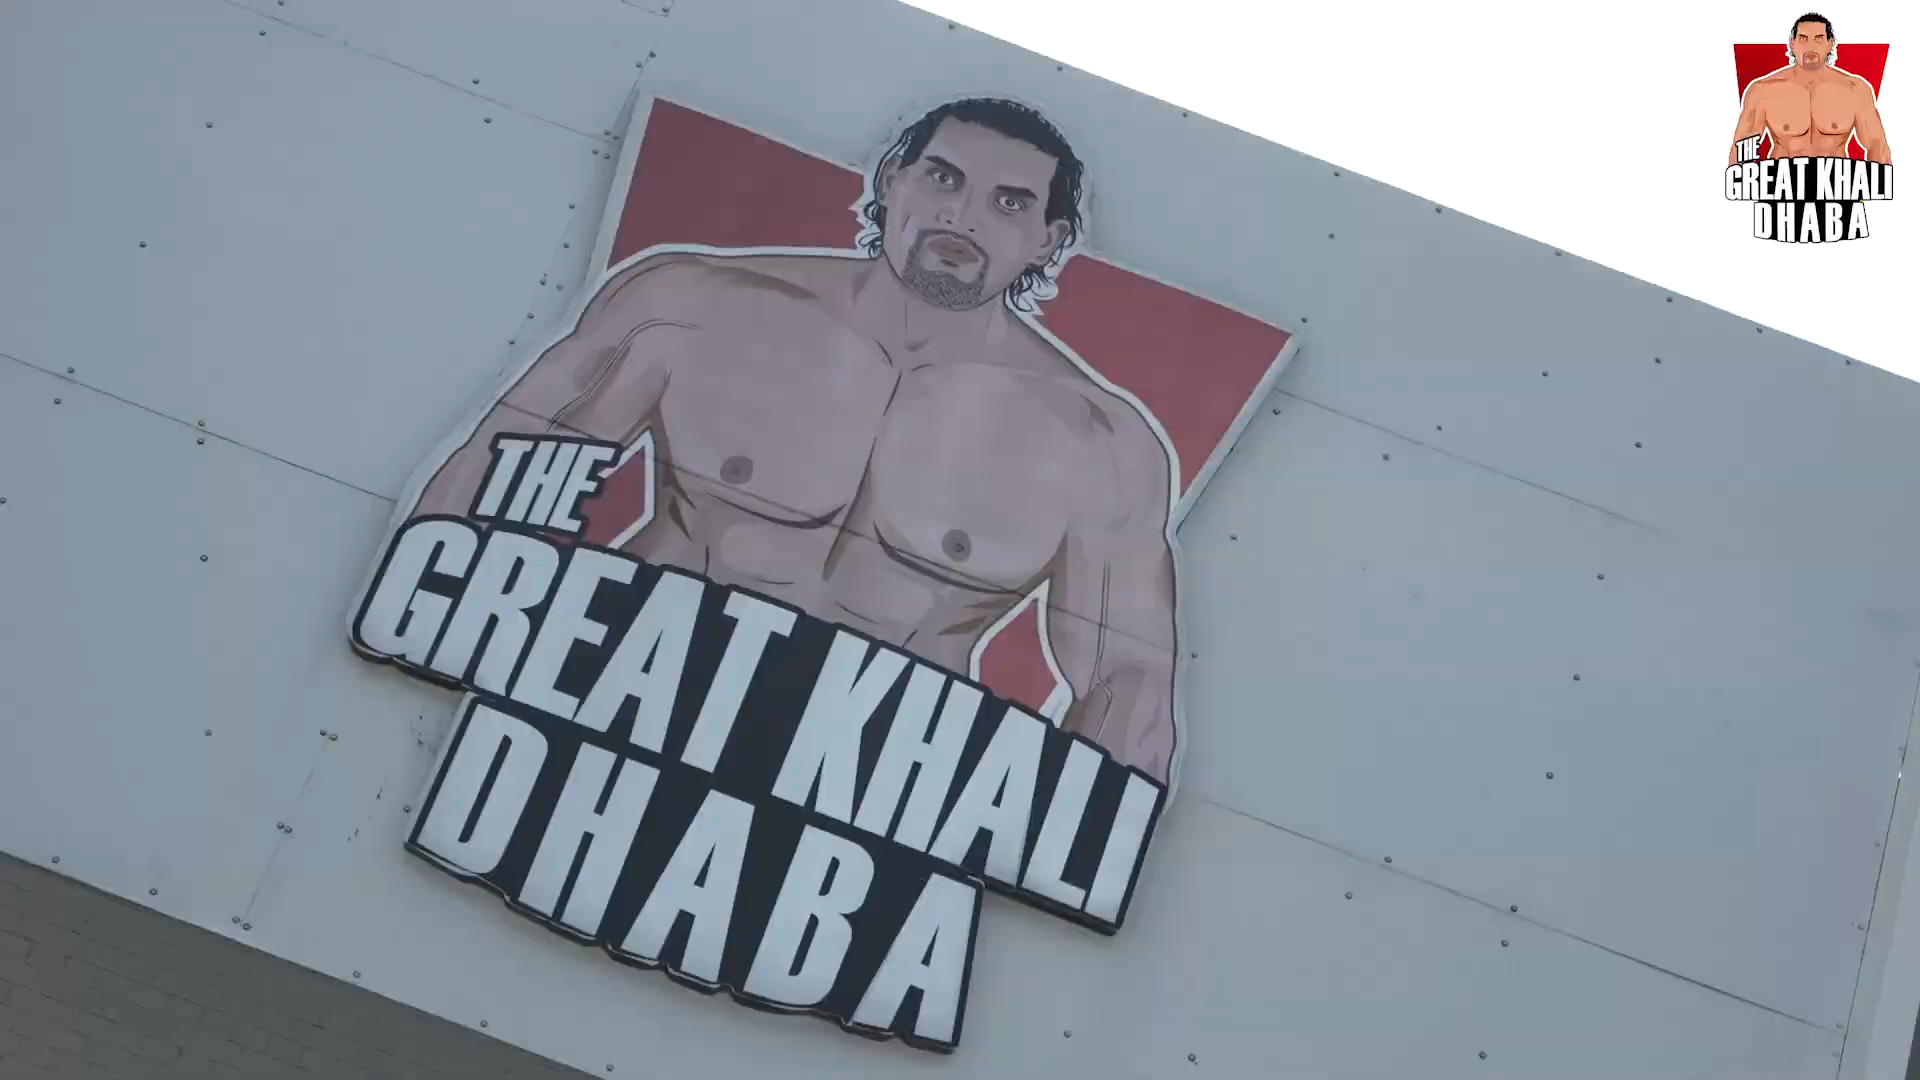 THE
GREAT KHALI
DHABA
THE
GREAT KHALI
DHABA